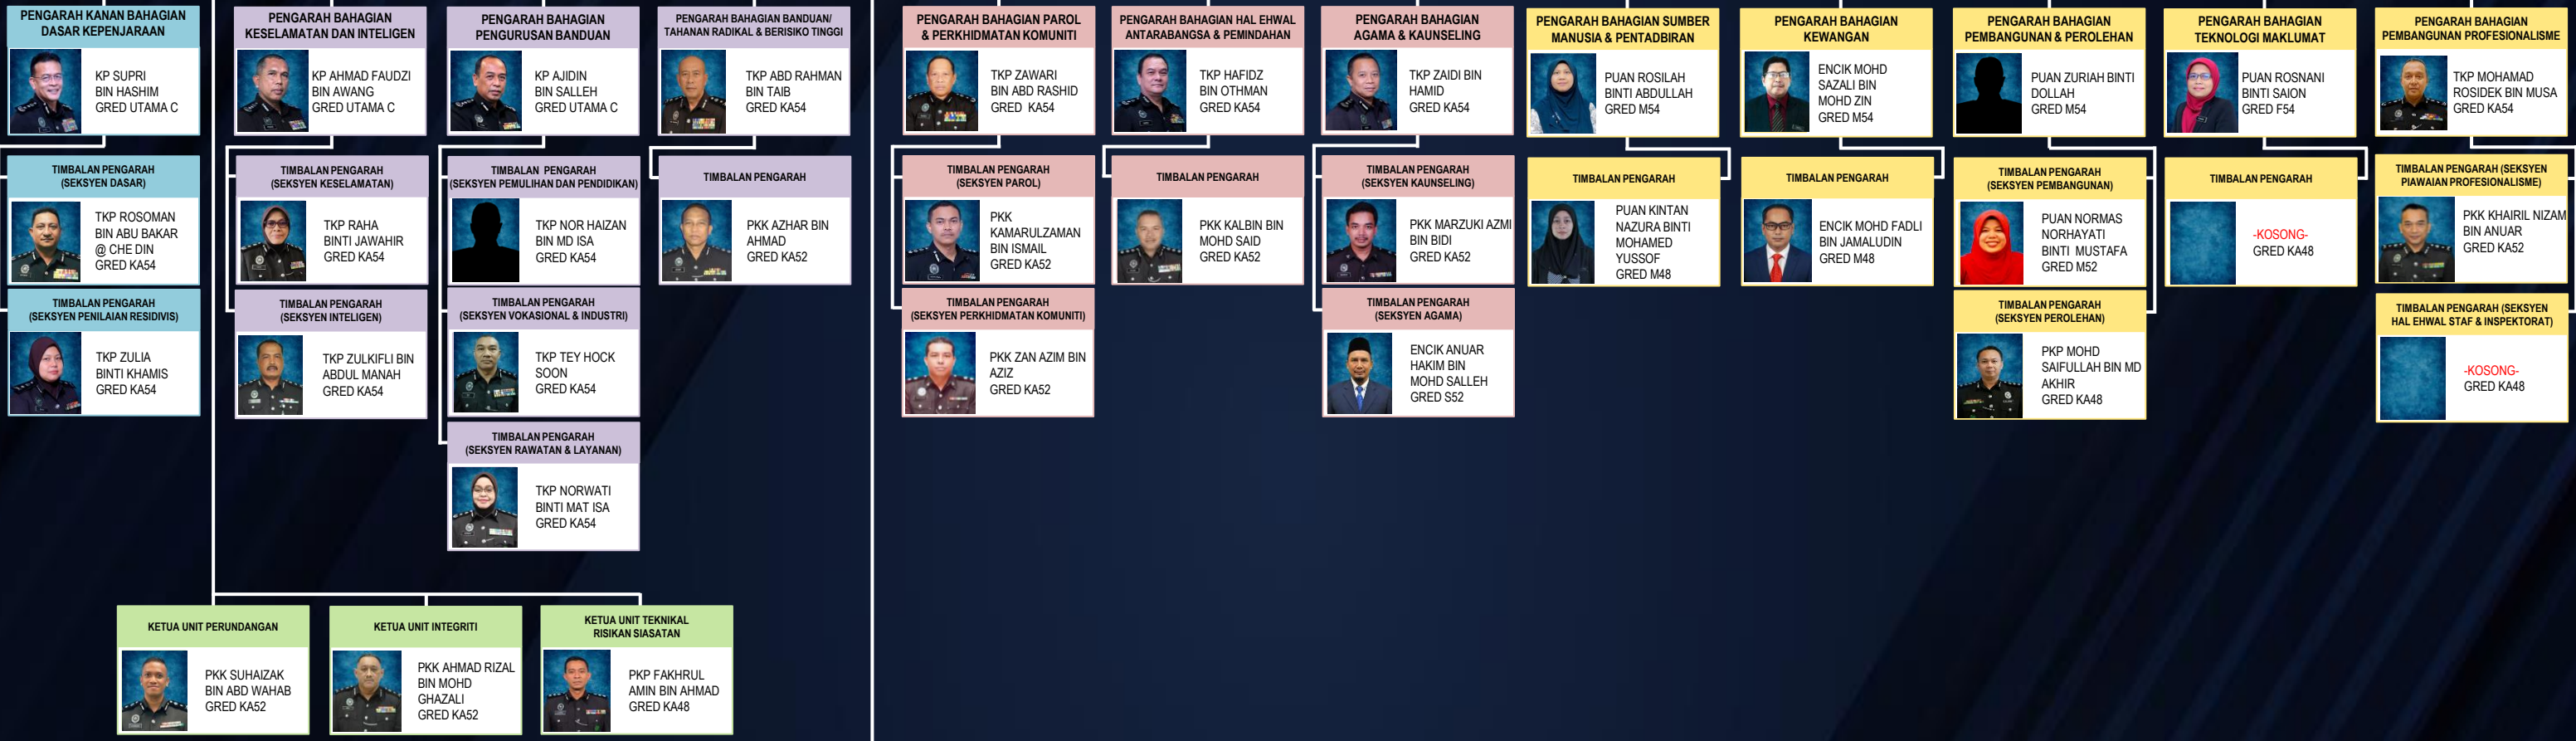 PENGARAH KANAN BAHAGIAN
DASAR KEPENJARAAN
KP SUPRI
BIN HASHIM
GRED UTAMA C
TIMBALAN PENGARAH
(SEKSYEN DASAR)
TKP ROSOMAN
BIN ABU BAKAR
@ CHE DIN
GRED KA54
TIMBALAN PENGARAH
(SEKSYEN PENILAIAN RESIDIVIS)
TKP ZULIA
BINTI KHAMIS
GRED KA54
PENGARAH BAHAGIAN
KESELAMATAN DAN INTELIGEN
KP AHMAD FAUDZI
BIN AWANG
GRED UTAMA C
TIMBALAN PENGARAH
(SEKSYEN KESELAMATAN)
TKP RAHA
BINTI JAWAHIR
GRED KA54
TIMBALAN PENGARAH
(SEKSYEN INTELIGEN)
TKP ZULKIFLI BIN
ABDUL MANAH
GRED KA54
PENGARAH BAHAGIAN
PENGURUSAN BANDUAN
KP AJIDIN
BIN SALLEH
GRED UTAMA C
TIMBALAN PENGARAH
(SEKSYEN PEMULIHAN DAN PENDIDIKAN)
TKP NOR HAIZAN
BIN MD ISA
GRED KA54
TIMBALAN PENGARAH
(SEKSYEN VOKASIONAL & INDUSTRI)
TKP TEY HOCK
SOON
GRED KA54
TIMBALAN PENGARAH
(SEKSYEN RAWATAN & LAYANAN)
TKP NORWATI
BINTI MAT ISA
GRED KA54
PENGARAH BAHAGIAN BANDUAN/
TAHANAN RADIKAL & BERISIKO TINGGI
TKP ABD RAHMAN
BIN TAIB
GRED KA54
TIMBALAN PENGARAH
PKK AZHAR BIN
AHMAD
GRED KA52
PENGARAH BAHAGIAN PAROL
& PERKHIDMATAN KOMUNITI
TKP ZAWARI
BIN ABD RASHID
GRED KA54
TIMBALAN PENGARAH
(SEKSYEN PAROL)
PKK
KAMARULZAMAN
BIN ISMAIL
GRED KA52
TIMBALAN PENGARAH
(SEKSYEN PERKHIDMATAN KOMUNITI)
PKK ZAN AZIM BIN
AZIZ
GRED KA52
PENGARAH BAHAGIAN HAL EHWAL
ANTARABANGSA & PEMINDAHAN
TKP HAFIDZ
BIN OTHMAN
GRED KA54
TIMBALAN PENGARAH
PKK KALBIN BIN
MOHD SAID
GRED KA52
PENGARAH BAHAGIAN
AGAMA & KAUNSELING
TKP ZAIDI BIN
HAMID
GRED KA54
TIMBALAN PENGARAH
(SEKSYEN KAUNSELING)
PKK MARZUKI AZMI
BIN BIDI
GRED KA52
TIMBALAN PENGARAH
(SEKSYEN AGAMA)
ENCIK ANUAR
HAKIM BIN
MOHD SALLEH
GRED S52
PENGARAH BAHAGIAN SUMBER
MANUSIA & PENTADBIRAN
PUAN ROSILAH
BINTI ABDULLAH
GRED M54
TIMBALAN PENGARAH
PUAN KINTAN
NAZURA BINTI
MOHAMED
YUSSOF
GRED M48
PENGARAH BAHAGIAN
KEWANGAN
ENCIK MOHD
SAZALI BIN
MOHD ZIN
GRED M54
TIMBALAN PENGARAH
ENCIK MOHD FADLI
BIN JAMALUDIN
GRED M48
PENGARAH BAHAGIAN
PEMBANGUNAN & PEROLEHAN
PUAN ZURIAH BINTI
DOLLAH
GRED M54
TIMBALAN PENGARAH
(SEKSYEN PEMBANGUNAN)
PUAN NORMAS
NORHAYATI
BINTI MUSTAFA
GRED M52
TIMBALAN PENGARAH
(SEKSYEN PEROLEHAN)
PKP MOHD
SAIFULLAH BIN MD
AKHIR
GRED KA48
PENGARAH BAHAGIAN
TEKNOLOGI MAKLUMAT
PUAN ROSNANI
BINTI SAION
GRED F54
TIMBALAN PENGARAH
-KOSONG-
GRED KA48
PENGARAH BAHAGIAN
PEMBANGUNAN PROFESIONALISME
TKP MOHAMAD
ROSIDEK BIN MUSA
GRED KA54
TIMBALAN PENGARAH (SEKSYEN
PIAWAIAN PROFESIONALISME)
PKK KHAIRIL NIZAM
BIN ANUAR
GRED KA52
TIMBALAN PENGARAH (SEKSYEN
HAL EHWAL STAF & INSPEKTORAT)
-KOSONG-
GRED KA48
KETUA UNIT PERUNDANGAN
PKK SUHAIZAK
BIN ABD WAHAB
GRED KA52
KETUA UNIT INTEGRITI
PKK AHMAD RIZAL
BIN MOHD
GHAZALI
GRED KA52
KETUA UNIT TEKNIKAL
RISIKAN SIASATAN
PKP FAKHRUL
AMIN BIN AHMAD
GRED KA48